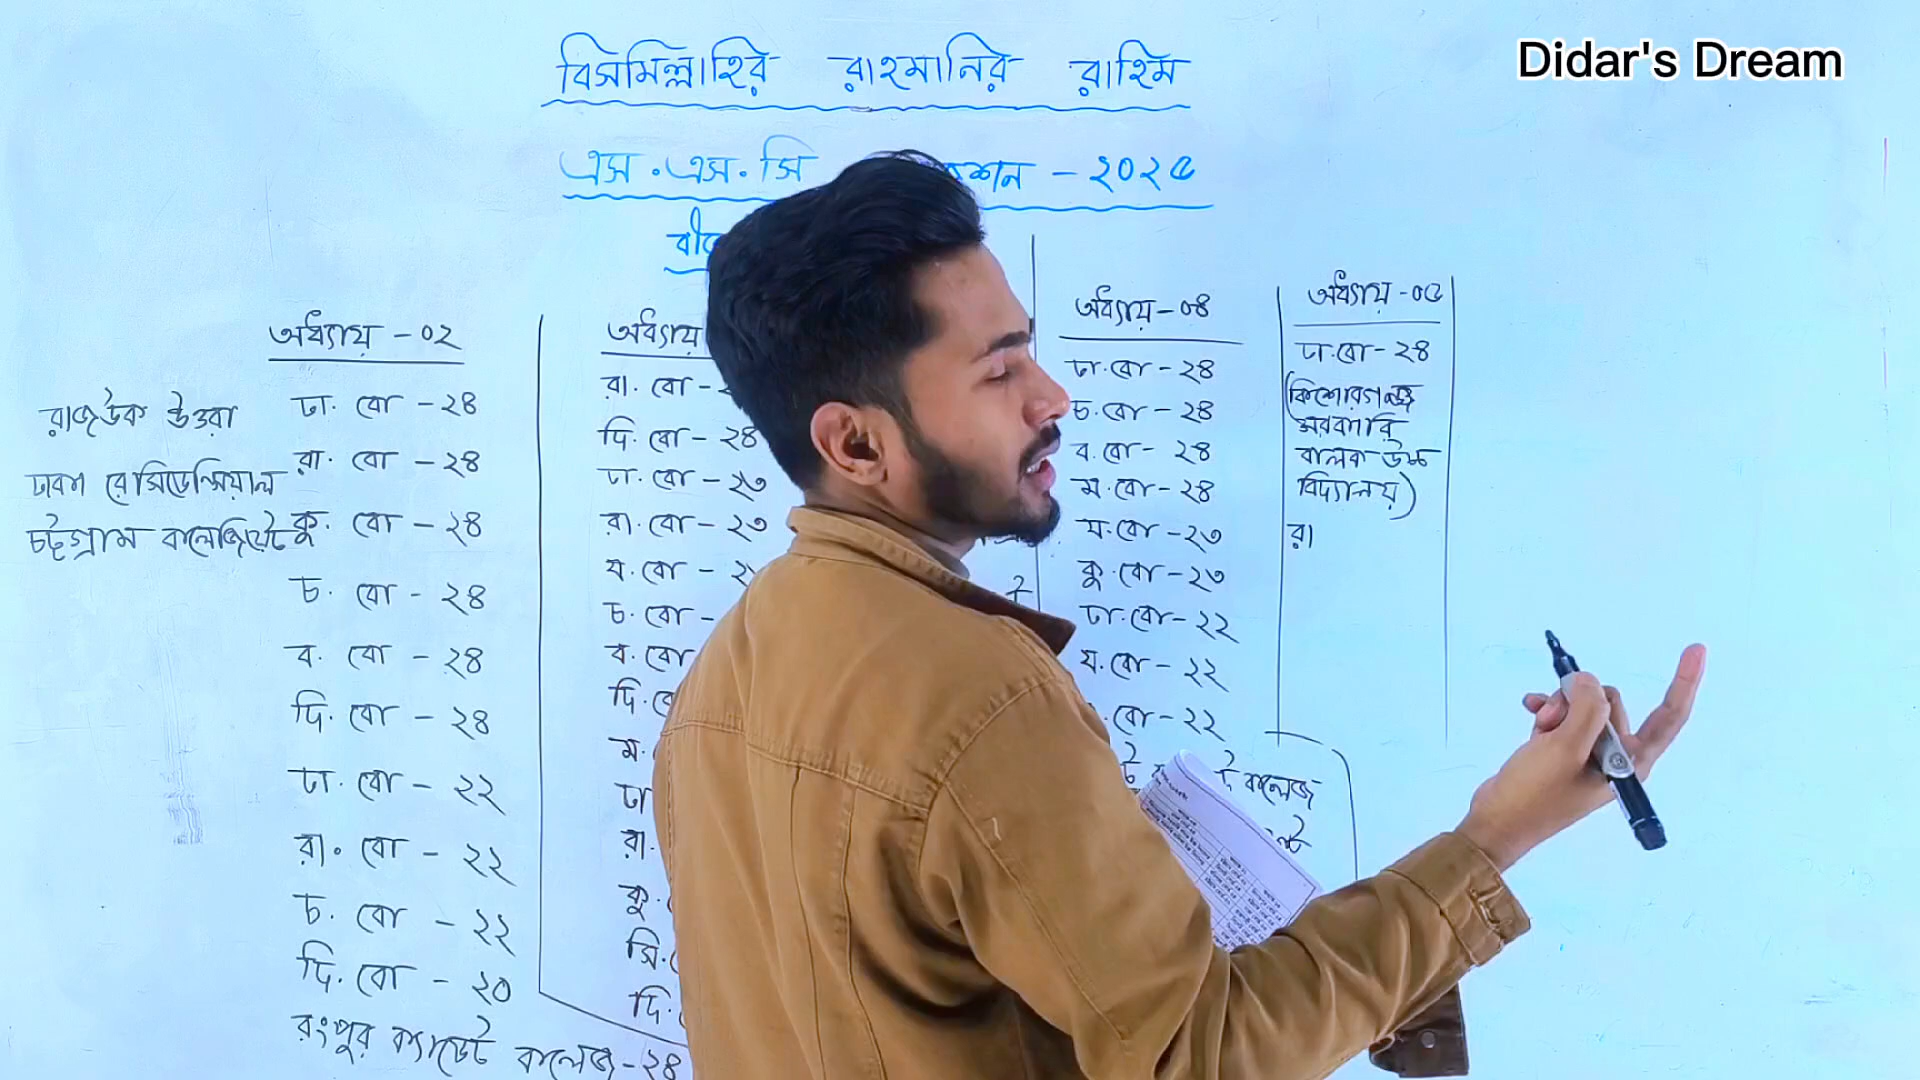 Didar's Dream
বিসমিল্লাহির রাহমানির রাহিম
এস.এস.সি শন - ২০২৫
অধ্যায় - ০২
রাজউক উত্তরা
ঢাকা রেসিডেন্সিয়াল
চট্টগ্রাম কলেজিয়েট
ঢা. বো - ২৪
রা. বো - ২৪
কু. বো - ২৪
চ. বো - ২৪
ব. বো - ২৪
দি. বো - ২৪
ঢা. বো - ২২
রা. বো - ২২
চ. বো - ২২
দি. বো - ২০
রংপুর ক্যাডেট কলেজ - ২৪
অধ্যায়
রা. বো -
দি. বো - ২৪
ঢা. বো - ২৩
রা. বো - ২৩
য. বো -
চ. বো -
ব. বো
দি.
ম.
ঢা
রা.
কু.
সি.
দি.
অধ্যায় - ০৪
ঢা. বো - ২৪
চ. বো - ২৪
ব. বো - ২৪
ম. বো - ২৪
য. বো - ২৩
কু. বো - ২৩
ঢা. বো - ২২
য. বো - ২২
বো - ২২
কলেজ
অধ্যায় - ০৫
ঢা. বো - ২৪
(কিশোরগঞ্জ
সরকারি
বালক উচ্চ
বিদ্যালয়)
রা